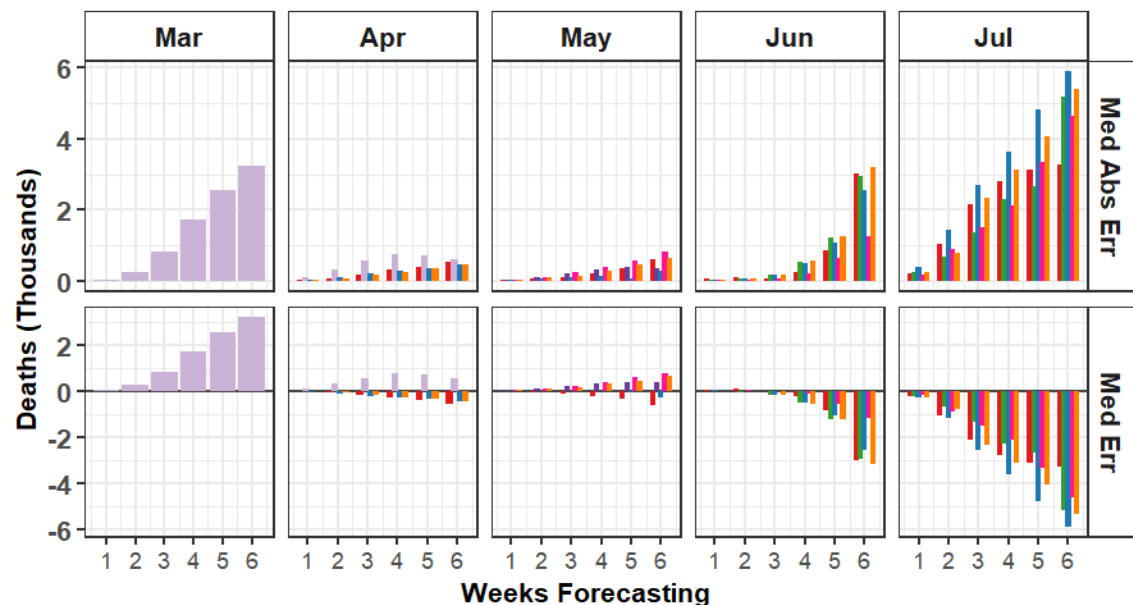 Mar Apr May Jun Jul
6
4
2
0
Med Abs Err
Deaths (Thousands)
2
0
-2
-4
-6
Med Err
1 2 3 4 5 6 1 2 3 4 5 6 1 2 3 4 5 6 1 2 3 4 5 6 1 2 3 4 5 6
Weeks Forecasting